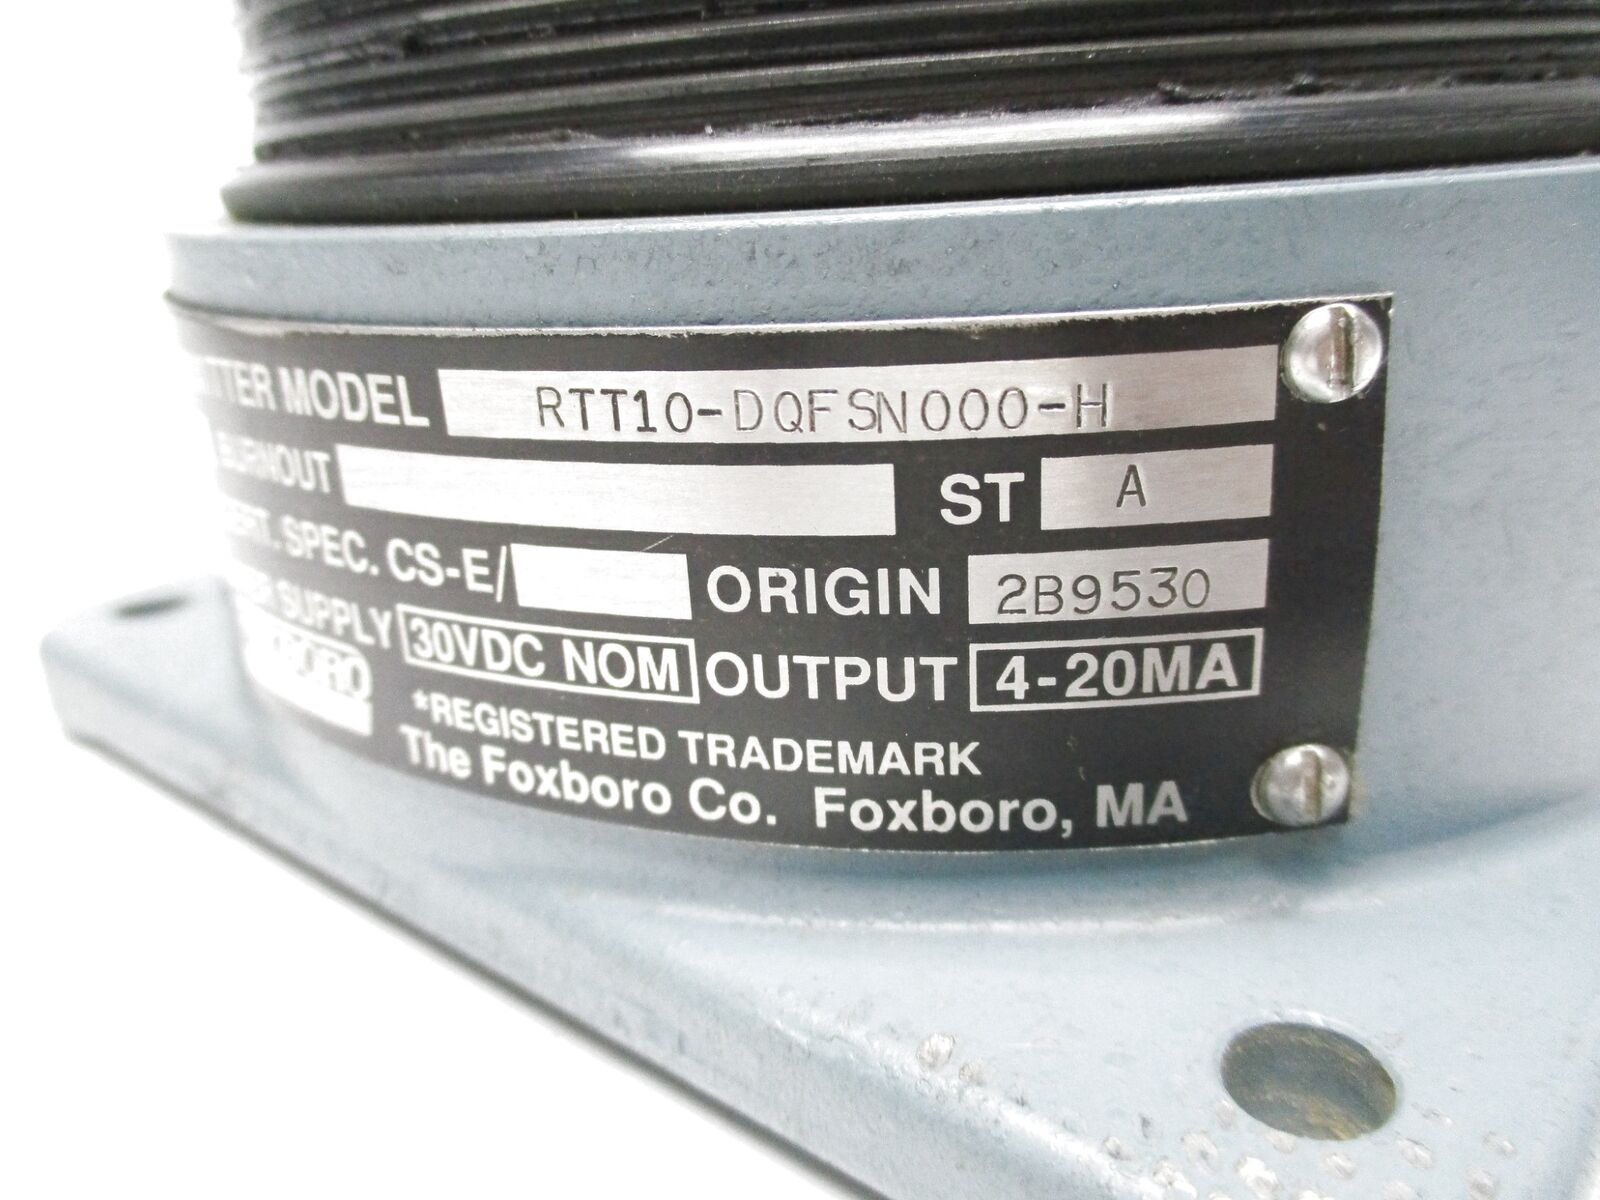 MODEL RTT10-DQFSN000-H
BURNOUT ST A
SPEC. CS-E/ ORIGIN 2B9530
SUPPLY 30VDC NOM OUTPUT 4-20MA
*REGISTERED TRADEMARK
The Foxboro Co. Foxboro, MA